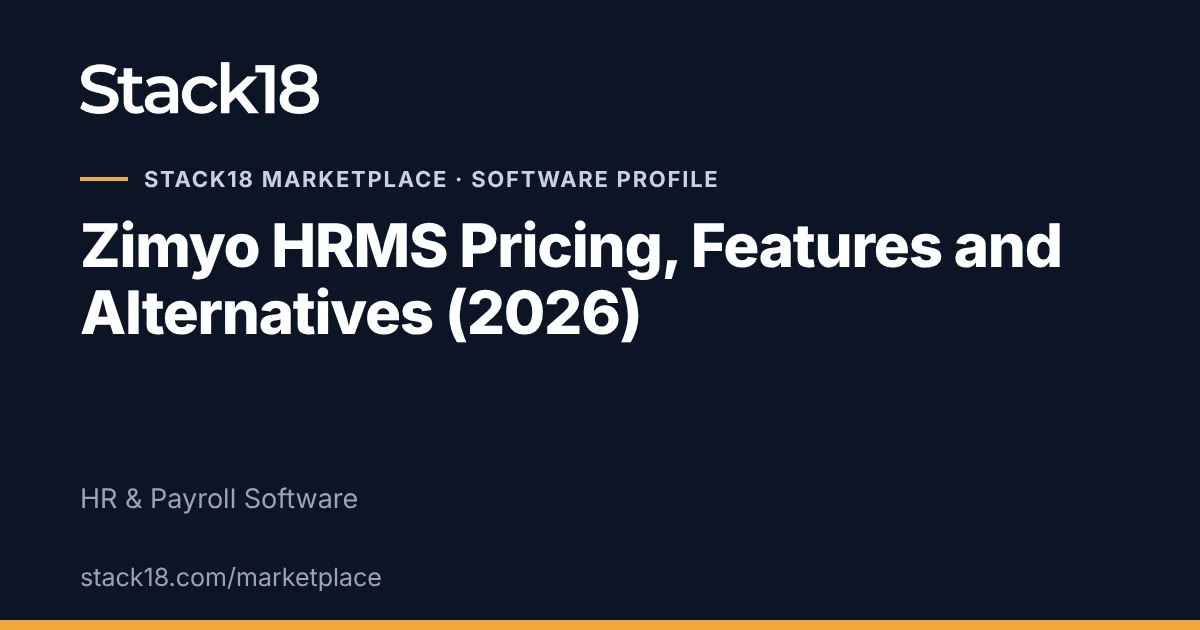 Stack18
STACK18 MARKETPLACE · SOFTWARE PROFILE
Zimyo HRMS Pricing, Features and
Alternatives (2026)
HR & Payroll Software
stack18.com/marketplace